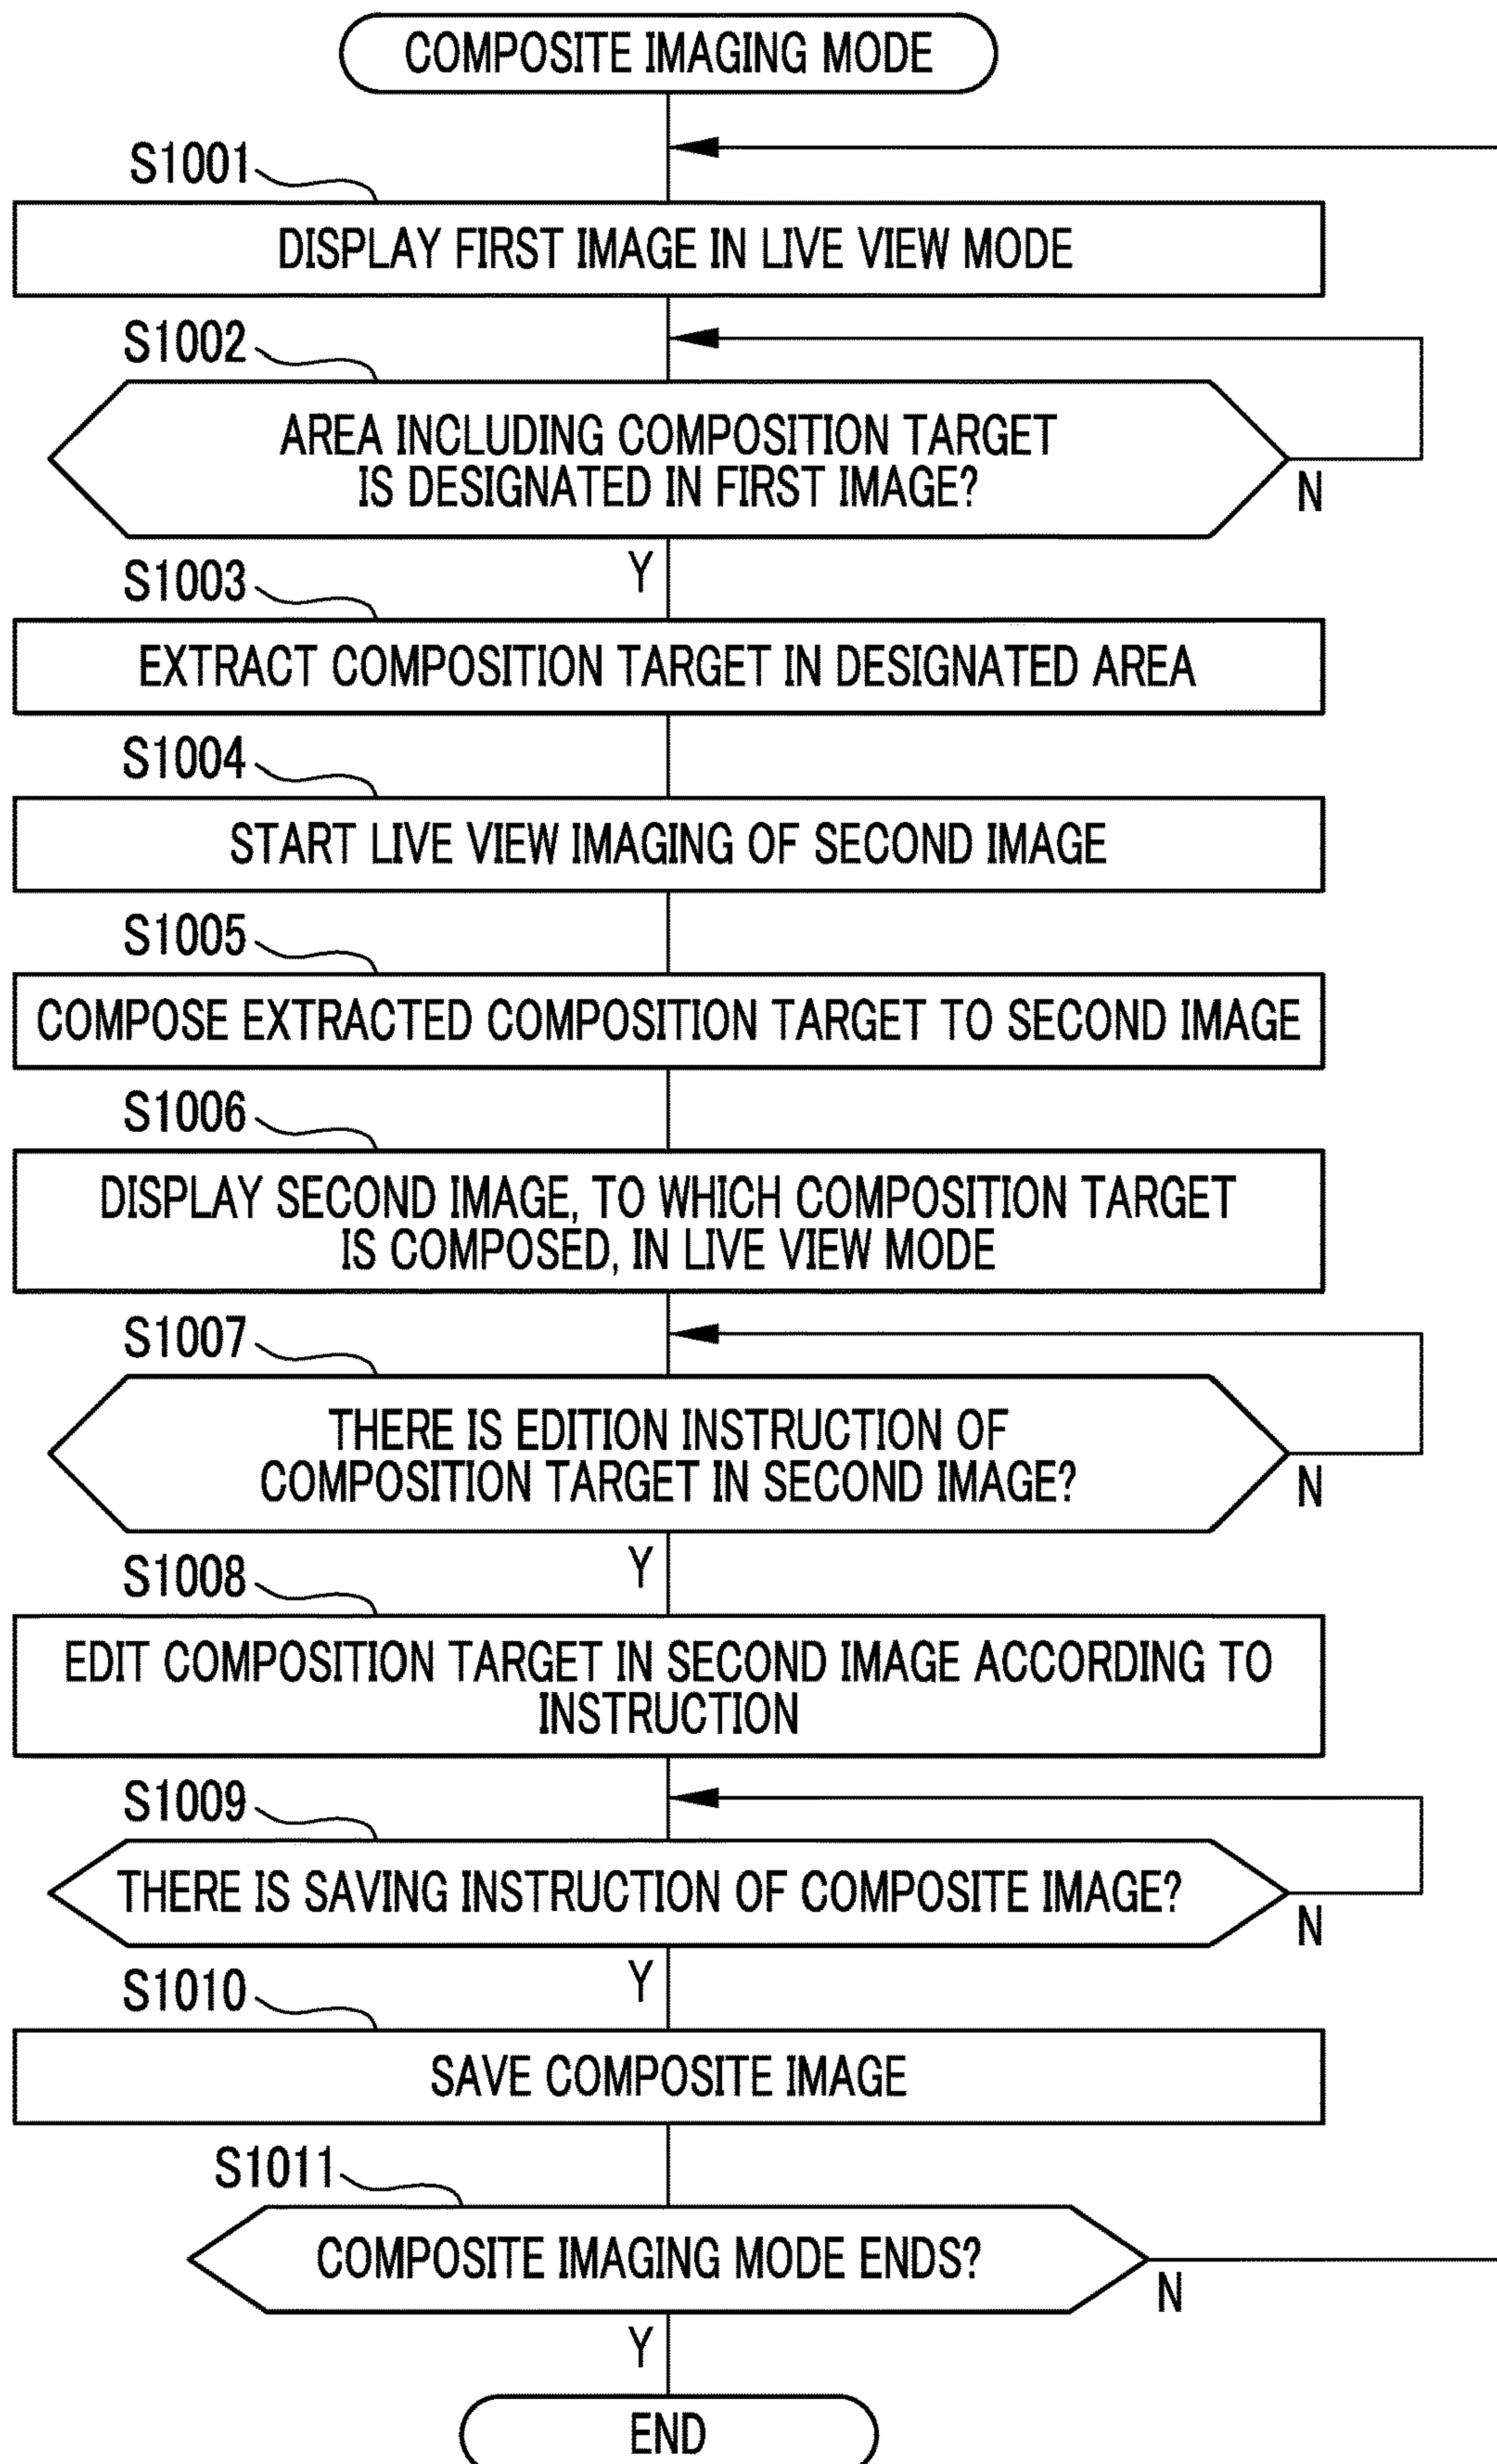 COMPOSITE IMAGING MODE
S1001
DISPLAY FIRST IMAGE IN LIVE VIEW MODE
S1002
AREA INCLUDING COMPOSITION TARGET
IS DESIGNATED IN FIRST IMAGE?
N
Y
S1003
EXTRACT COMPOSITION TARGET IN DESIGNATED AREA
S1004
START LIVE VIEW IMAGING OF SECOND IMAGE
S1005
COMPOSE EXTRACTED COMPOSITION TARGET TO SECOND IMAGE
S1006
DISPLAY SECOND IMAGE, TO WHICH COMPOSITION TARGET
IS COMPOSED, IN LIVE VIEW MODE
S1007
THERE IS EDITION INSTRUCTION OF
COMPOSITION TARGET IN SECOND IMAGE?
N
Y
S1008
EDIT COMPOSITION TARGET IN SECOND IMAGE ACCORDING TO
INSTRUCTION
S1009
THERE IS SAVING INSTRUCTION OF COMPOSITE IMAGE?
N
Y
S1010
SAVE COMPOSITE IMAGE
S1011
COMPOSITE IMAGING MODE ENDS?
N
Y
END